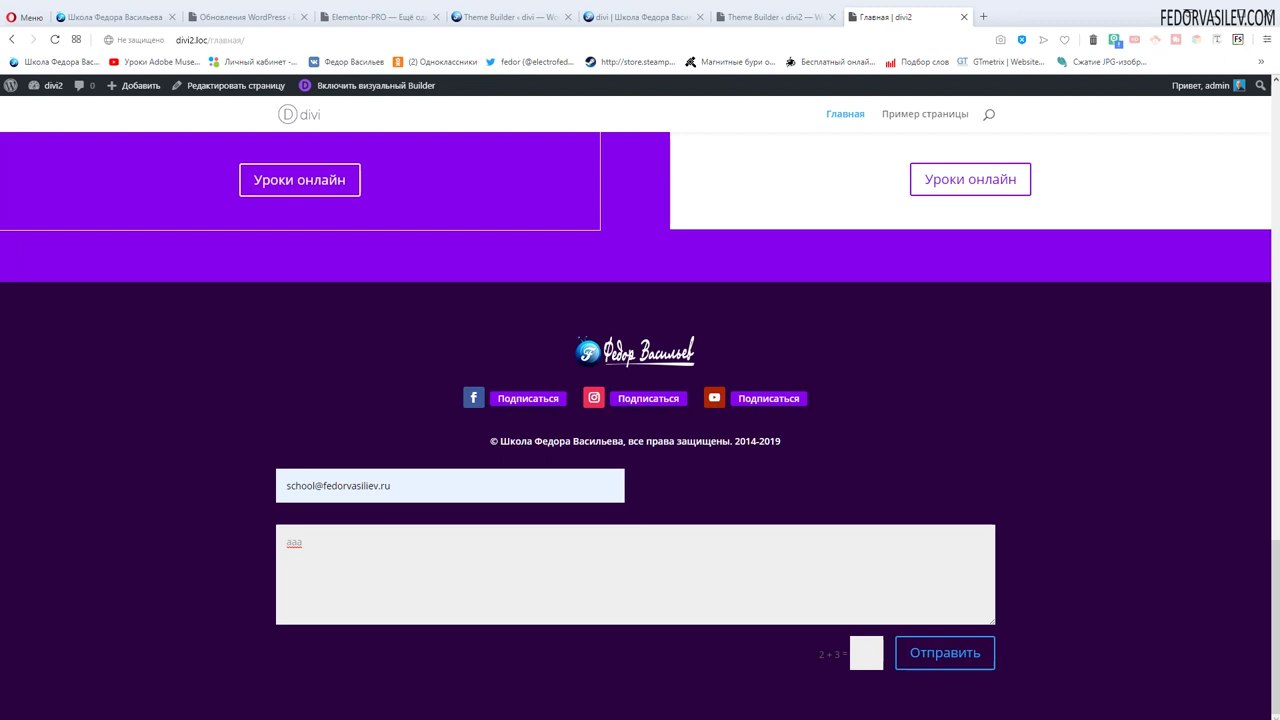 Меню
Школа Федора Васильева
Обновления WordPress ‹
Elementor-PRO — Ещё од
Theme Builder ‹ divi — Wo
divi | Школа Федора Васил
Theme Builder ‹ divi2 — W
Главная | divi2
FEDORVASILEV.COM
Не защищено
divi2.loc/главная/
Школа Федора Вас...
Уроки Adobe Muse...
Личный кабинет -...
Федор Васильев
(2) Одноклассники
fedor (@electrofed...
http://store.steamp...
Магнитные бури о...
Бесплатный онлай...
Подбор слов
GTmetrix | Website...
Сжатие JPG-изобр...
divi2
0
Добавить
Редактировать страницу
Включить визуальный Builder
Привет, admin
D divi
Главная
Пример страницы
Уроки онлайн
Уроки онлайн
Федор Васильев
Подписаться
Подписаться
Подписаться
© Школа Федора Васильева, все права защищены. 2014-2019
school@fedorvasiliev.ru
ааа
2 + 3 =
Отправить